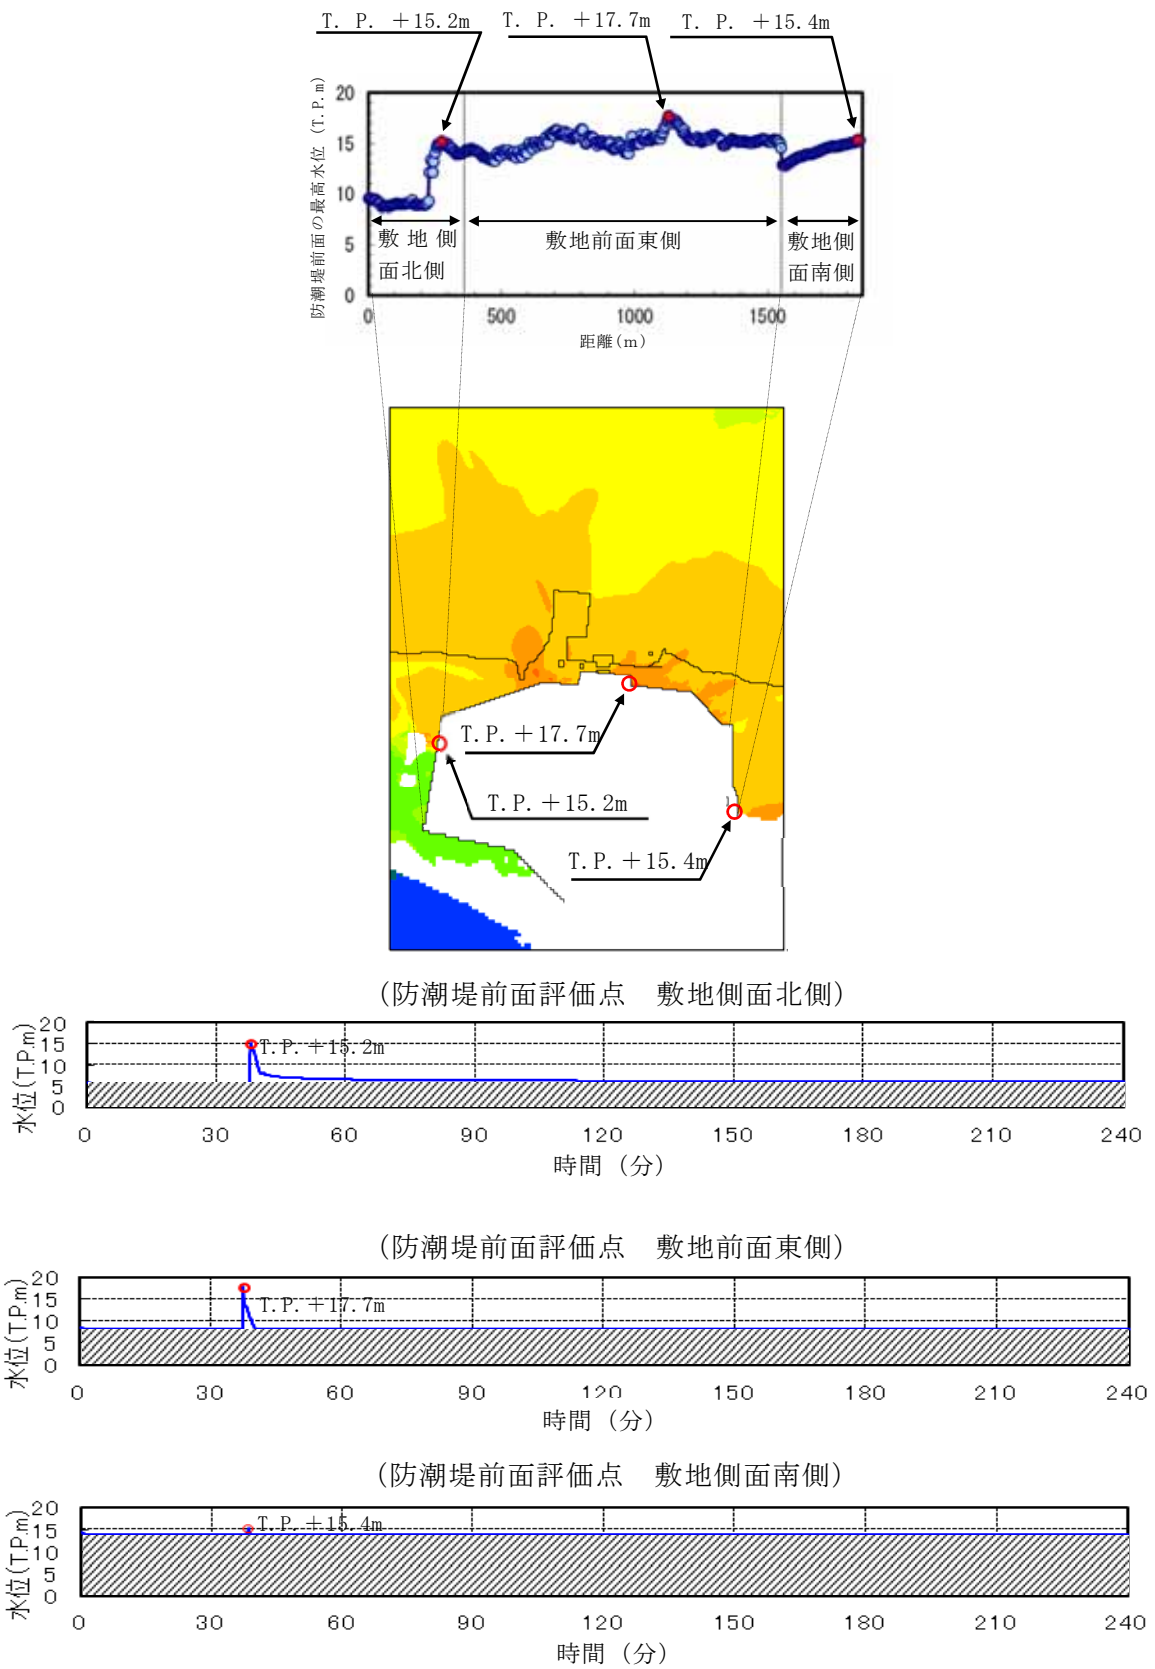 T. P. +15.2m
T. P. +17.7m
T. P. +15.4m
防潮堤前面の最高水位 (T.P.m)
20
15
10
5
0
敷地側
面北側
敷地前面東側
敷地側
面南側
0
500
1000
1500
距離(m)
T.P.+17.7m
T.P.+15.2m
T.P.+15.4m
(防潮堤前面評価点 敷地側面北側)
水位(T.P.m)
20
15
10
5
0
T.P.+15.2m
0 30 60 90 120 150 180 210 240
時間 (分)
(防潮堤前面評価点 敷地前面東側)
水位(T.P.m)
20
15
10
5
0
T.P.+17.7m
0 30 60 90 120 150 180 210 240
時間 (分)
(防潮堤前面評価点 敷地側面南側)
水位(T.P.m)
20
15
10
5
0
T.P.+15.4m
0 30 60 90 120 150 180 210 240
時間 (分)